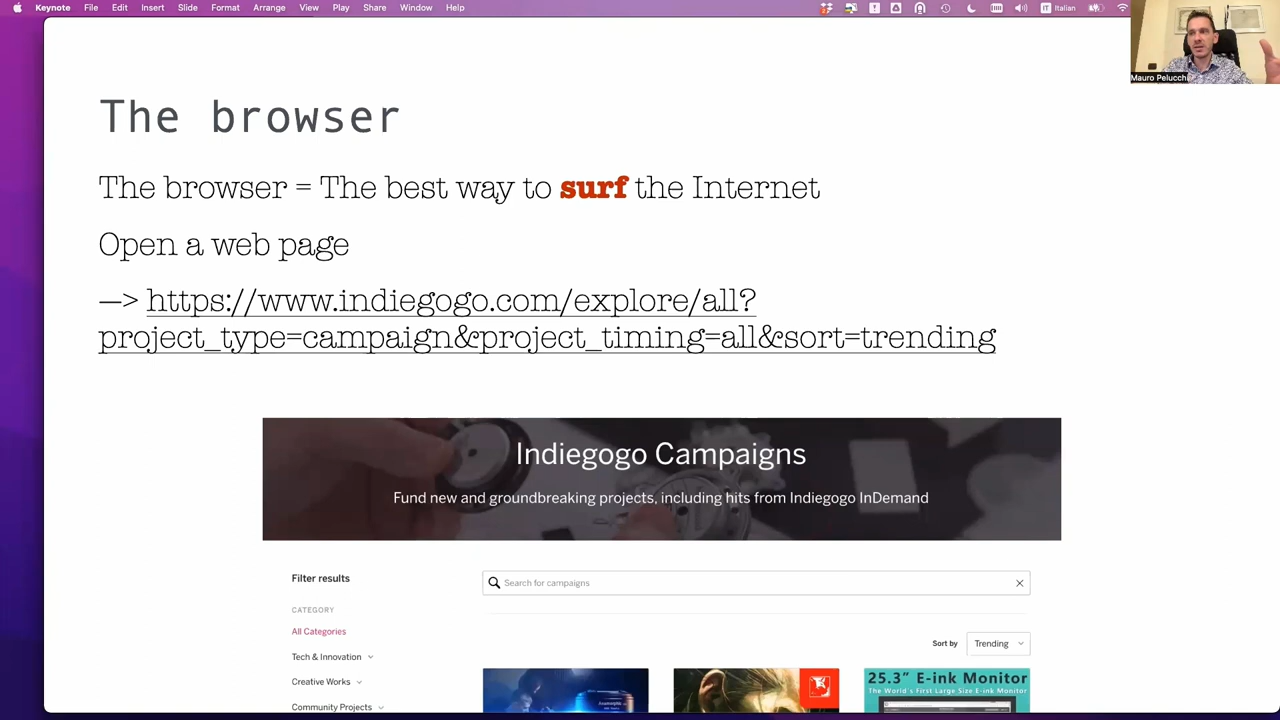 Keynote File Edit Insert Slide Format Arrange View Play Share Window Help Italian
Mauro Pelucchi
The browser
The browser = The best way to surf the Internet
Open a web page
—> https://www.indiegogo.com/explore/all?
project_type=campaign&project_timing=all&sort=trending
Indiegogo Campaigns
Fund new and groundbreaking projects, including hits from Indiegogo InDemand
Filter results
Search for campaigns
CATEGORY
All Categories
Sort by Trending
Tech & Innovation
Creative Works
Community Projects
25.3" E-ink Monitor
The World's First Large Size E-ink Monitor